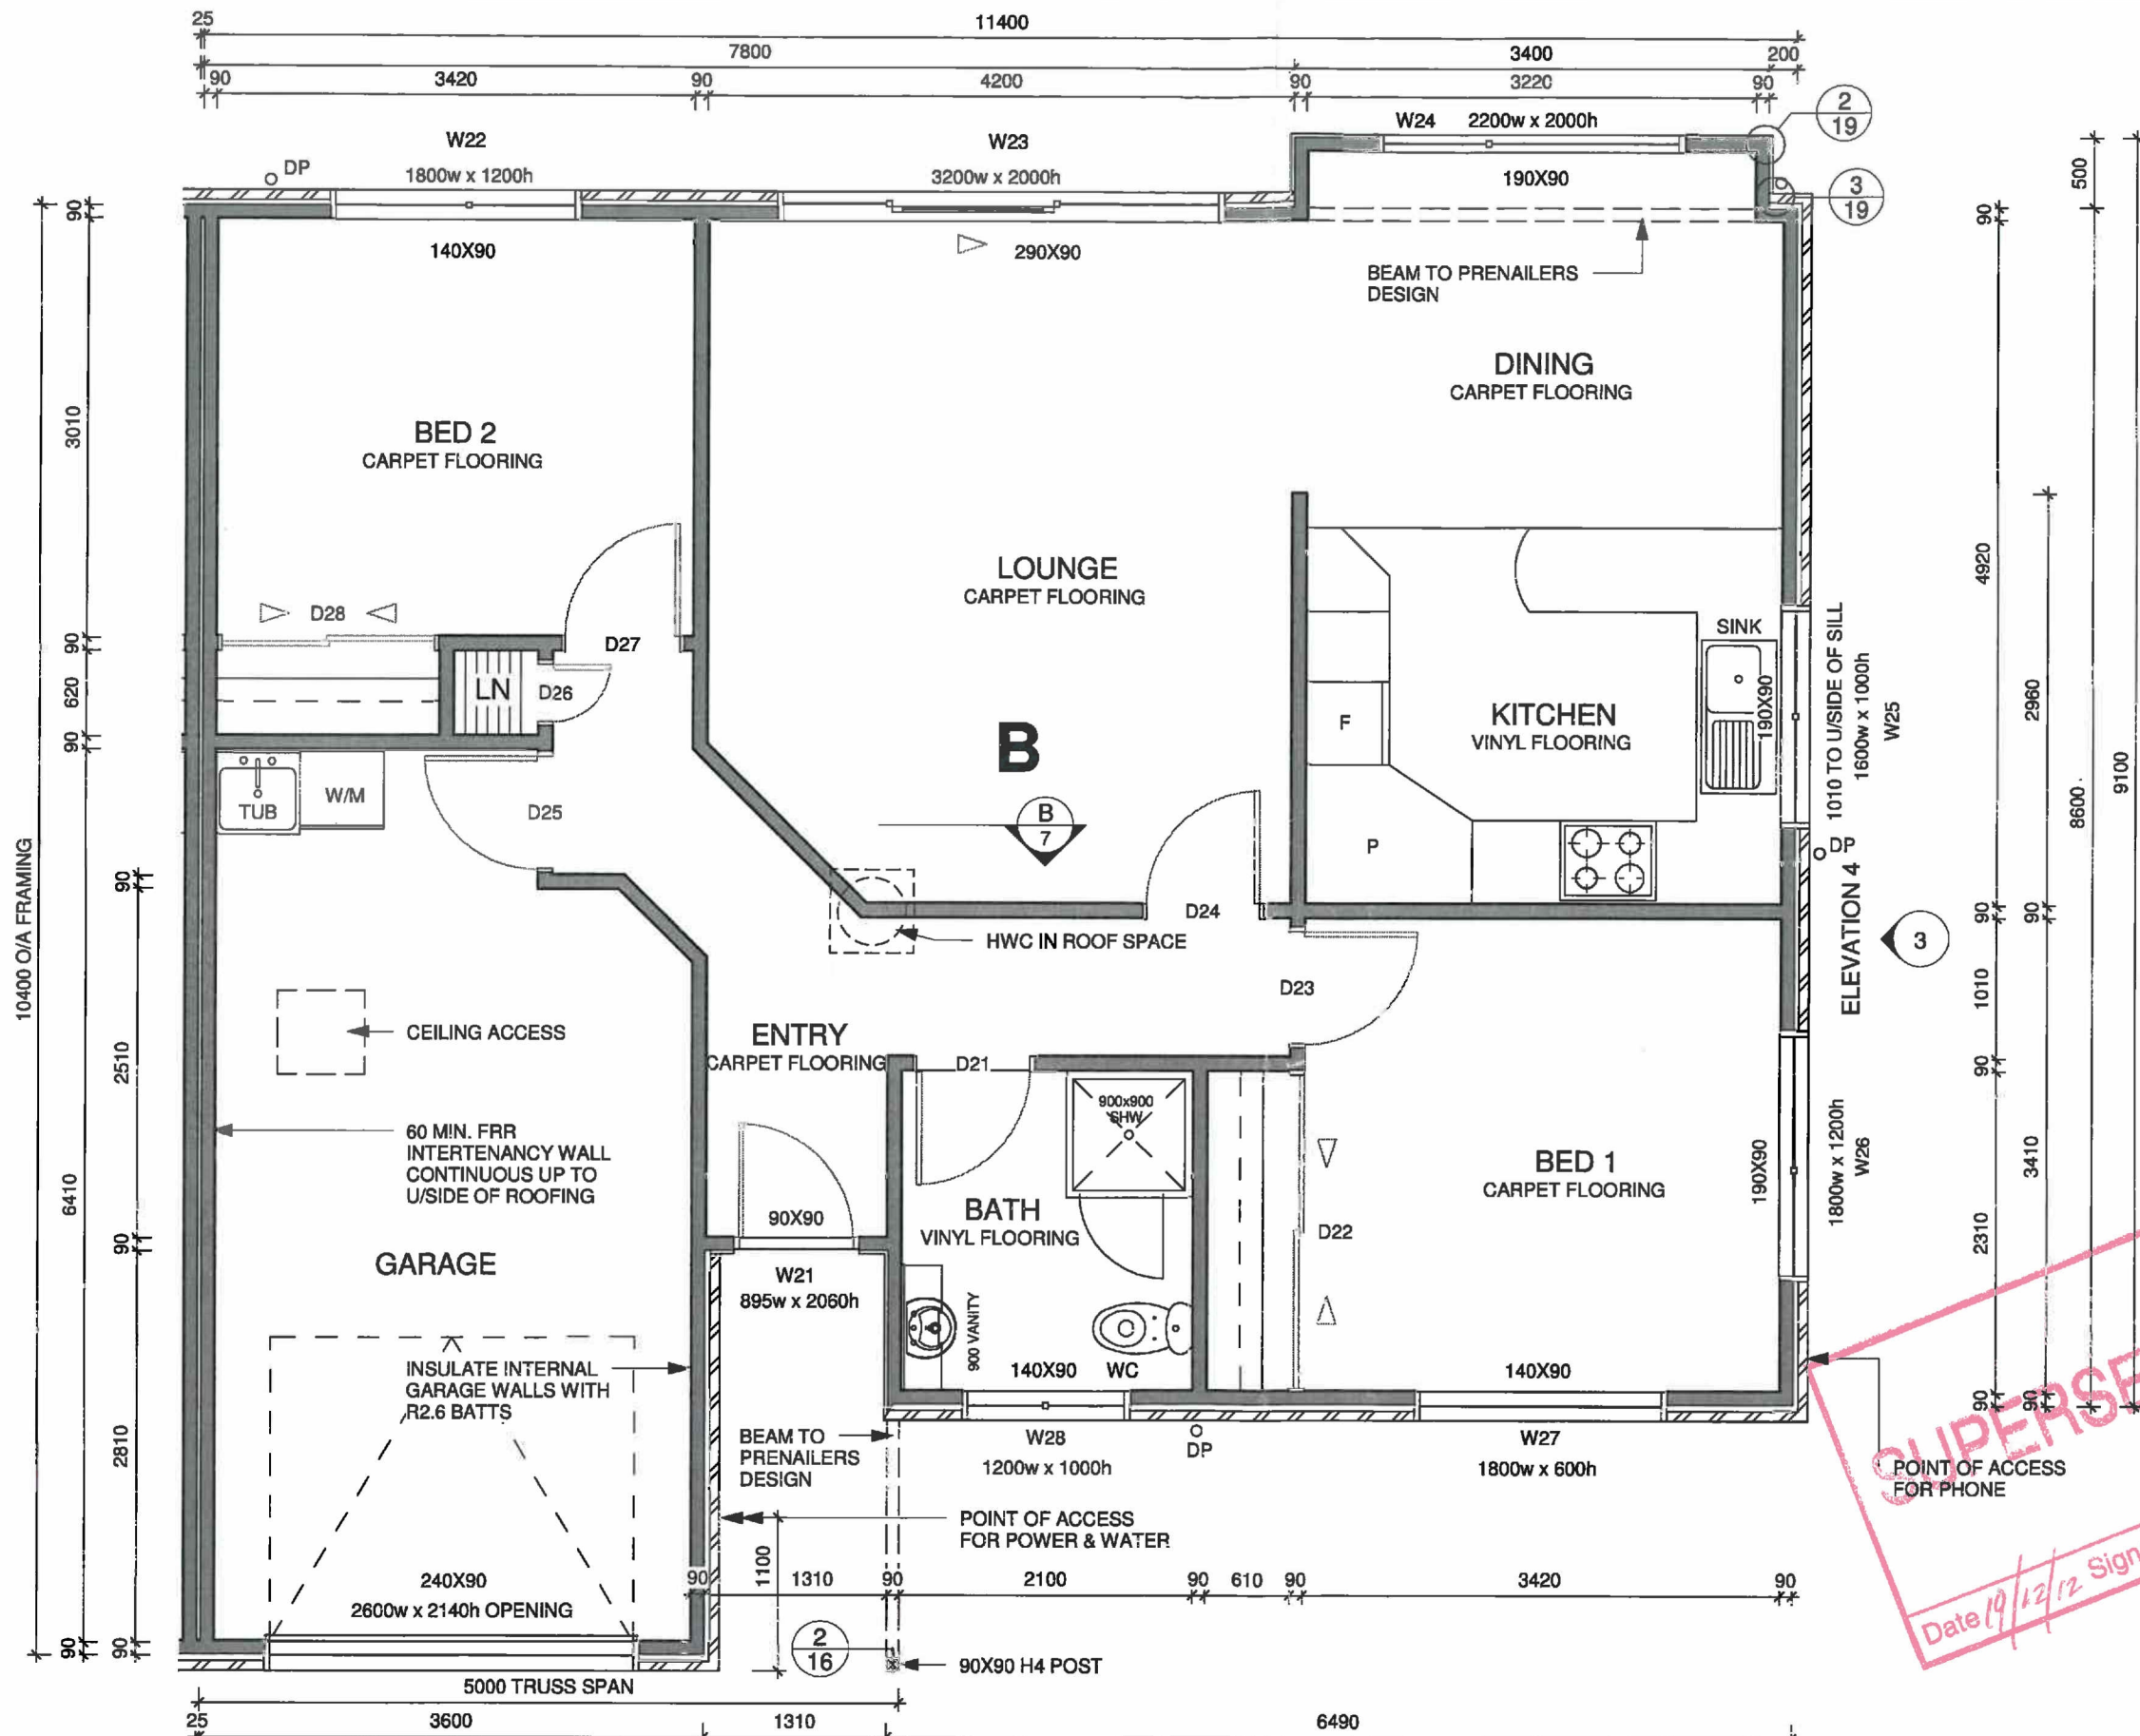 25
11400
7800
3400
200
90
3420
90
4200
90
3220
90
2
19
3
19
W22
1800w x 1200h
W23
3200w x 2000h
W24 2200w x 2000h
DP
140X90
290X90
190X90
BEAM TO PRENAILERS
DESIGN
BED 2
CARPET FLOORING
DINING
CARPET FLOORING
LOUNGE
CARPET FLOORING
KITCHEN
VINYL FLOORING
SINK
190X90
F
P
B
B
7
D28
D27
LN
D26
TUB
W/M
D25
D24
D23
HWC IN ROOF SPACE
CEILING ACCESS
ENTRY
CARPET FLOORING
D21
900x900
SHW
60 MIN. FRR
INTERTENANCY WALL
CONTINUOUS UP TO
U/SIDE OF ROOFING
90X90
BATH
VINYL FLOORING
D22
BED 1
CARPET FLOORING
190X90
GARAGE
W21
895w x 2060h
900 VANITY
140X90
WC
140X90
INSULATE INTERNAL
GARAGE WALLS WITH
R2.6 BATTS
BEAM TO
PRENAILERS
DESIGN
W28
1200w x 1000h
DP
W27
1800w x 600h
POINT OF ACCESS
FOR POWER & WATER
240X90
2600w x 2140h OPENING
90
1100
1310
90
2100
90
610
90
3420
90
2
16
90X90 H4 POST
5000 TRUSS SPAN
25
3600
1310
6490
10400 O/A FRAMING
90
3010
90
620
90
6410
90
90
2510
90
2810
90
1010 TO U/SIDE OF SILL
1600w x 1000h
W25
DP
ELEVATION 4
3
1800w x 1200h
W26
90
4920
90
1010
90
2310
90
2960
90
3410
90
500
8600
9100
POINT OF ACCESS
FOR PHONE
SUPERSE
Date 19/12/12 Sign